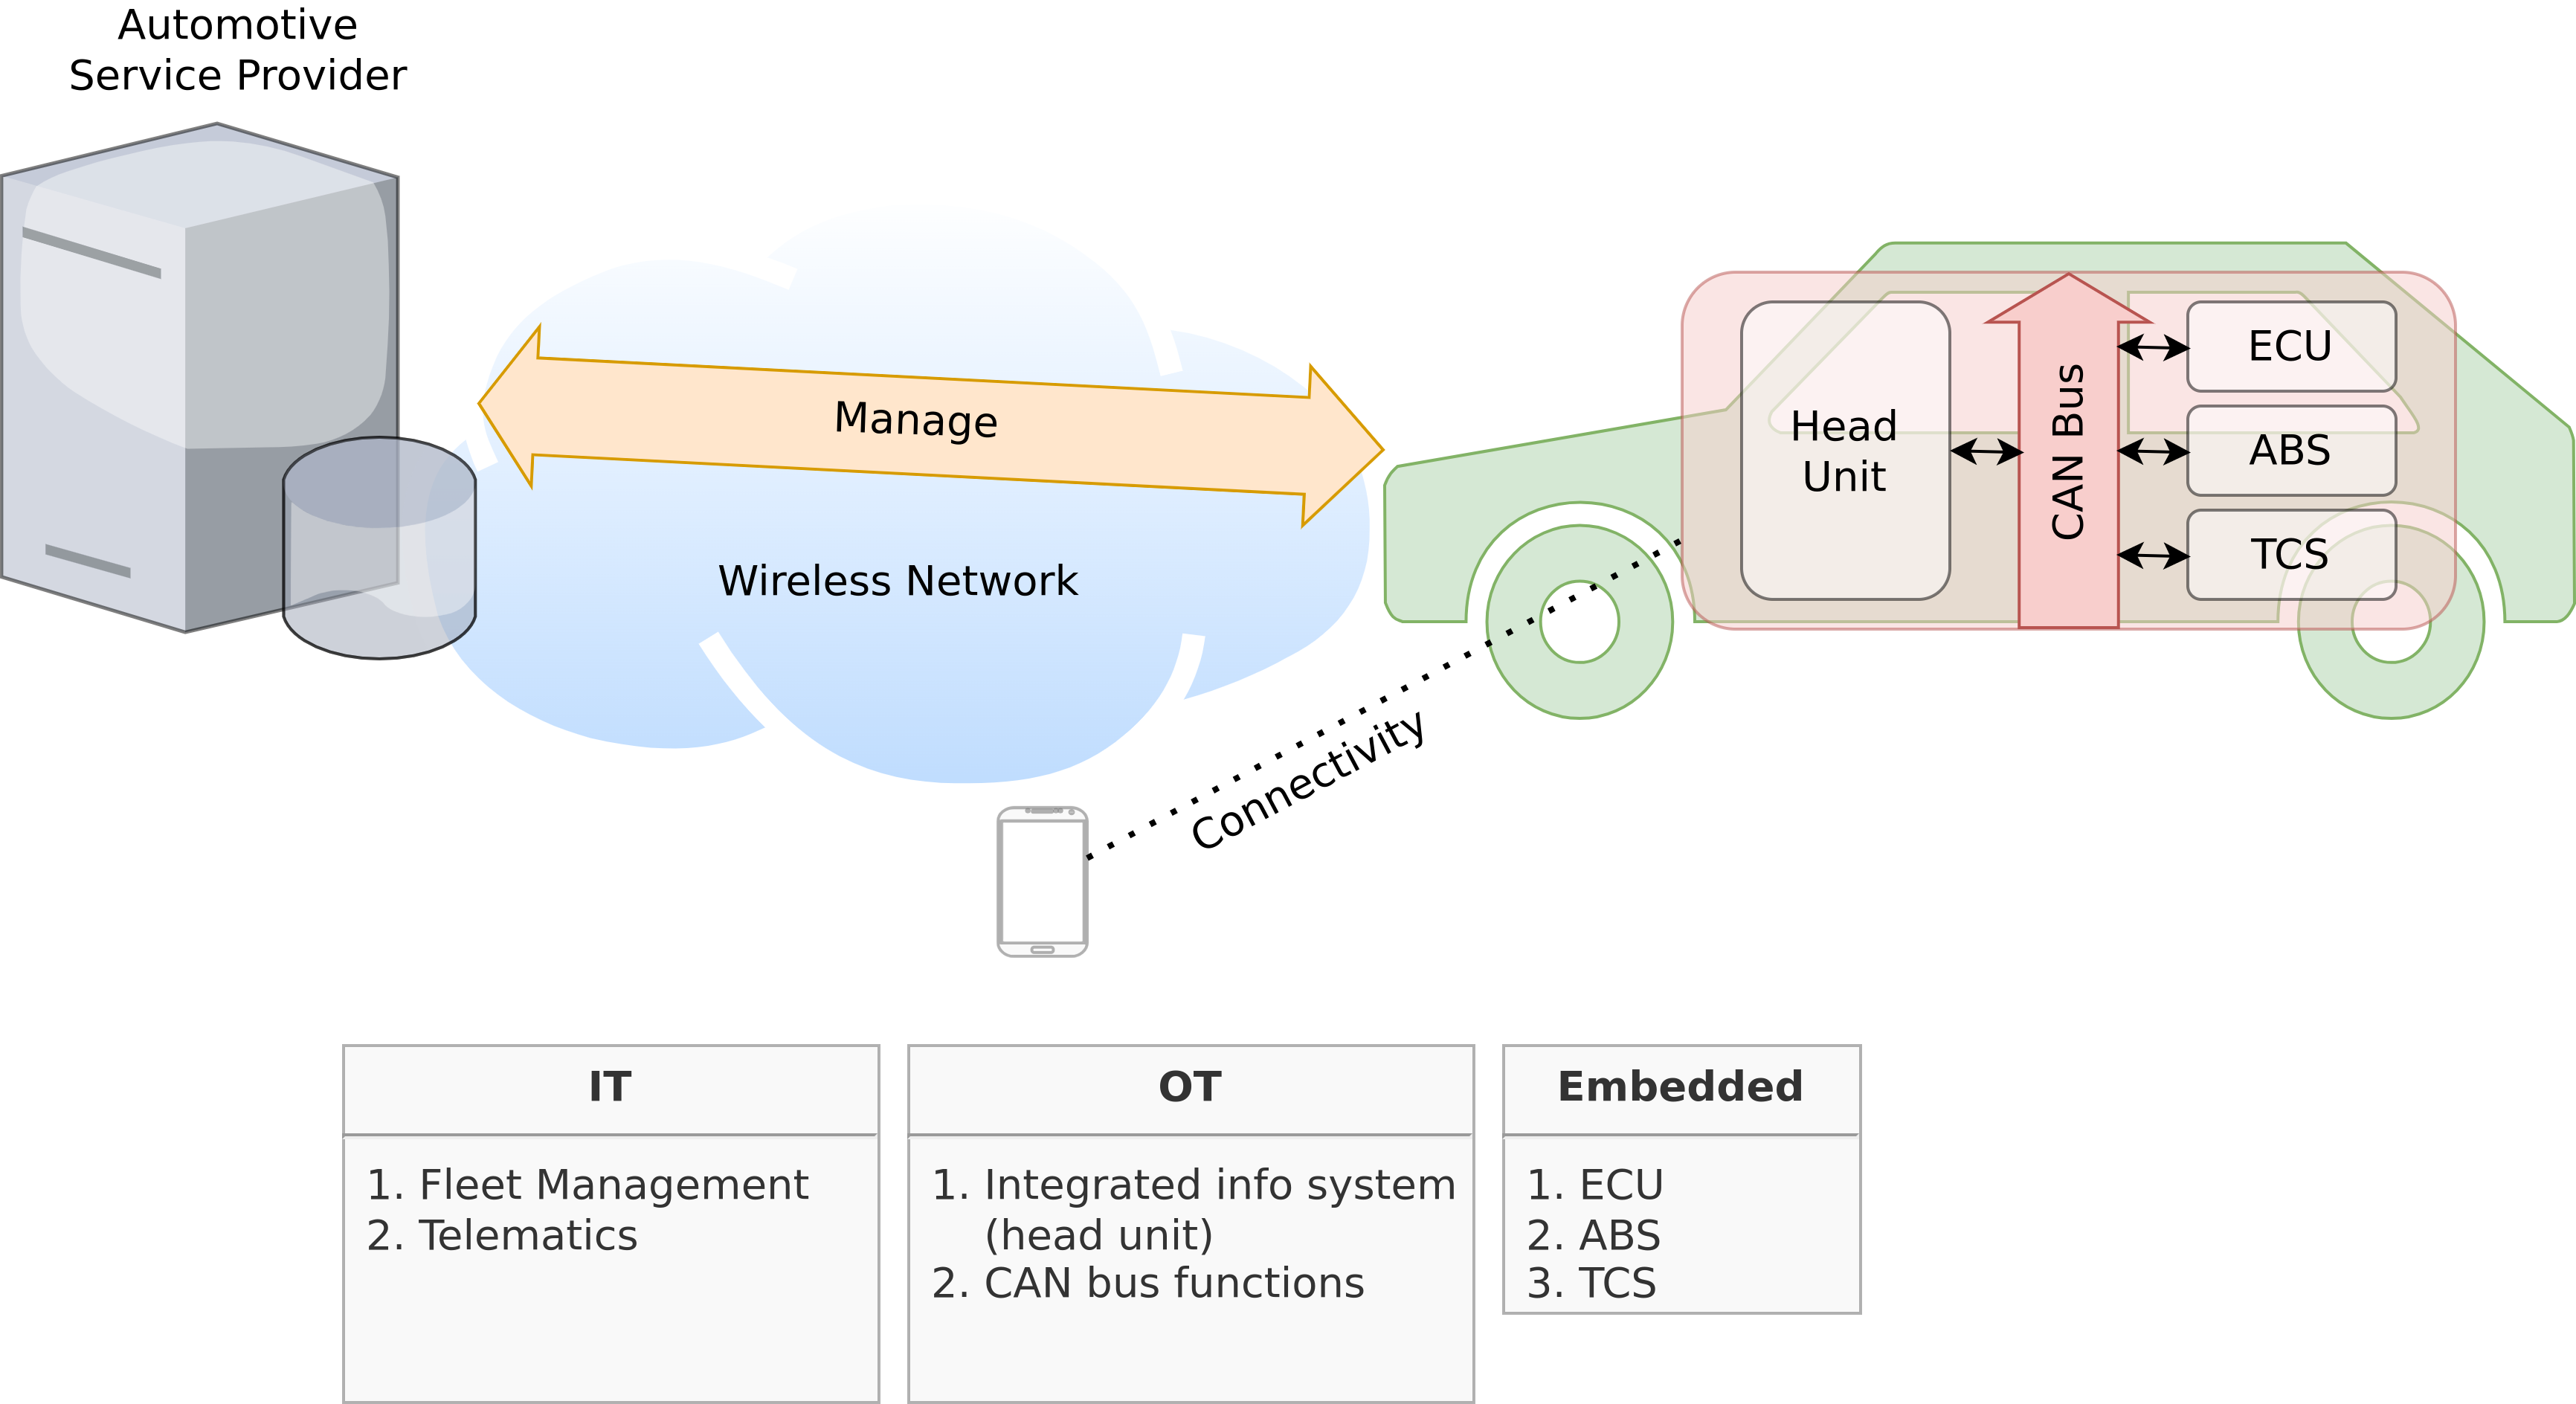 Automotive
Service Provider
Manage
Wireless Network
Connectivity
Head
Unit
CAN Bus
ECU
ABS
TCS
IT
1. Fleet Management
2. Telematics
OT
1. Integrated info system
(head unit)
2. CAN bus functions
Embedded
1. ECU
2. ABS
3. TCS